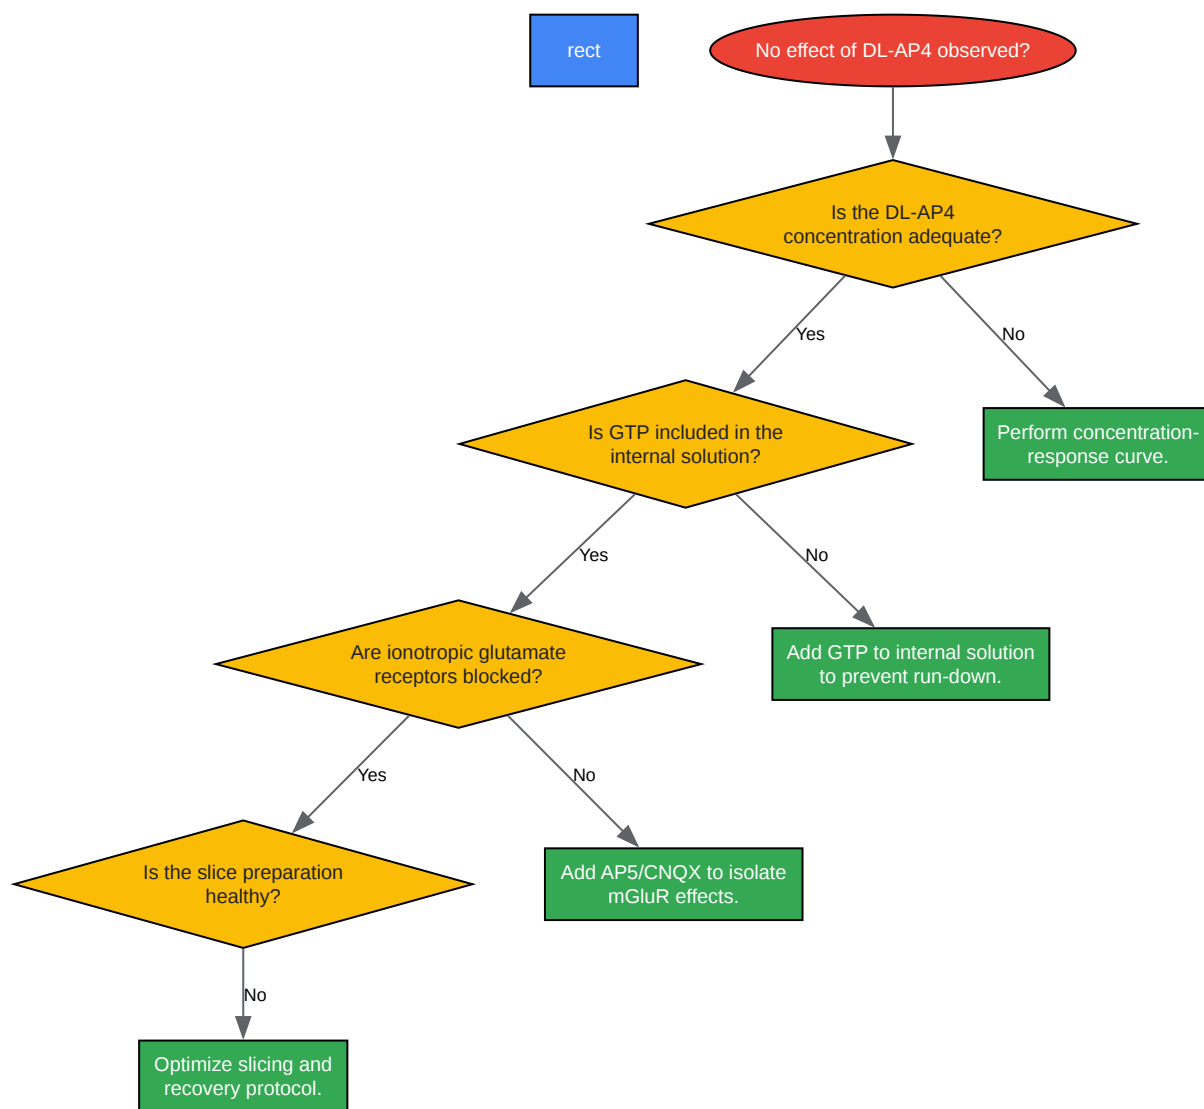 rect
No effect of DL-AP4 observed?
Is the DL-AP4
concentration adequate?
Yes
No
Is GTP included in the
internal solution?
Perform concentration-
response curve.
Yes
No
Are ionotropic glutamate
receptors blocked?
Add GTP to internal solution
to prevent run-down.
Yes
No
Is the slice preparation
healthy?
Add AP5/CNQX to isolate
mGluR effects.
No
Optimize slicing and
recovery protocol.